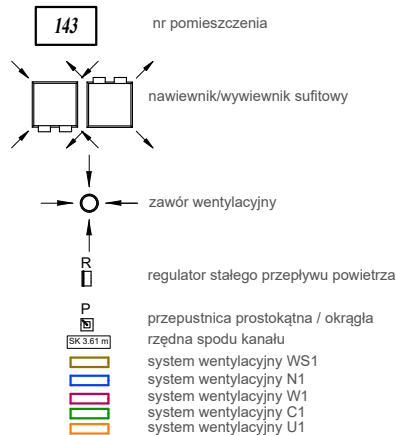 143 nr pomieszczenia
nawiewnik/wywiewnik sufitowy
zawór wentylacyjny
R
regulator stałego przepływu powietrza
P
przepustnica prostokątna / okrągła
SK 3.61 m rzędna spodu kanału
system wentylacyjny WS1
system wentylacyjny N1
system wentylacyjny W1
system wentylacyjny C1
system wentylacyjny U1